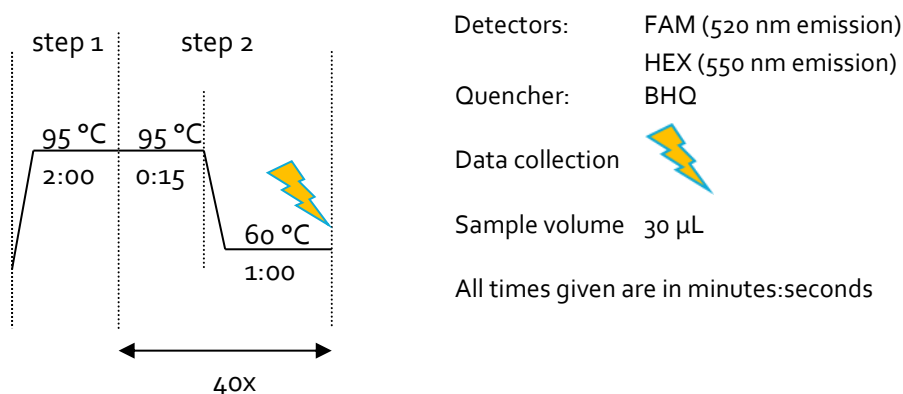 step 1 step 2
95 °C 95 °C
2:00 0:15
60 °C
1:00
40x
Detectors: FAM (520 nm emission)
HEX (550 nm emission)
Quencher: BHQ
Data collection
Sample volume 30 µL
All times given are in minutes:seconds